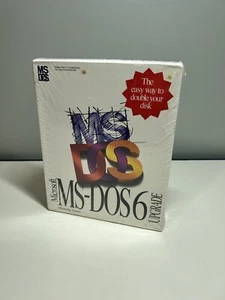 MS
DOS
The
easy way to
double your
disk
MS
DOS
Microsoft
MS-DOS 6
UPGRADE